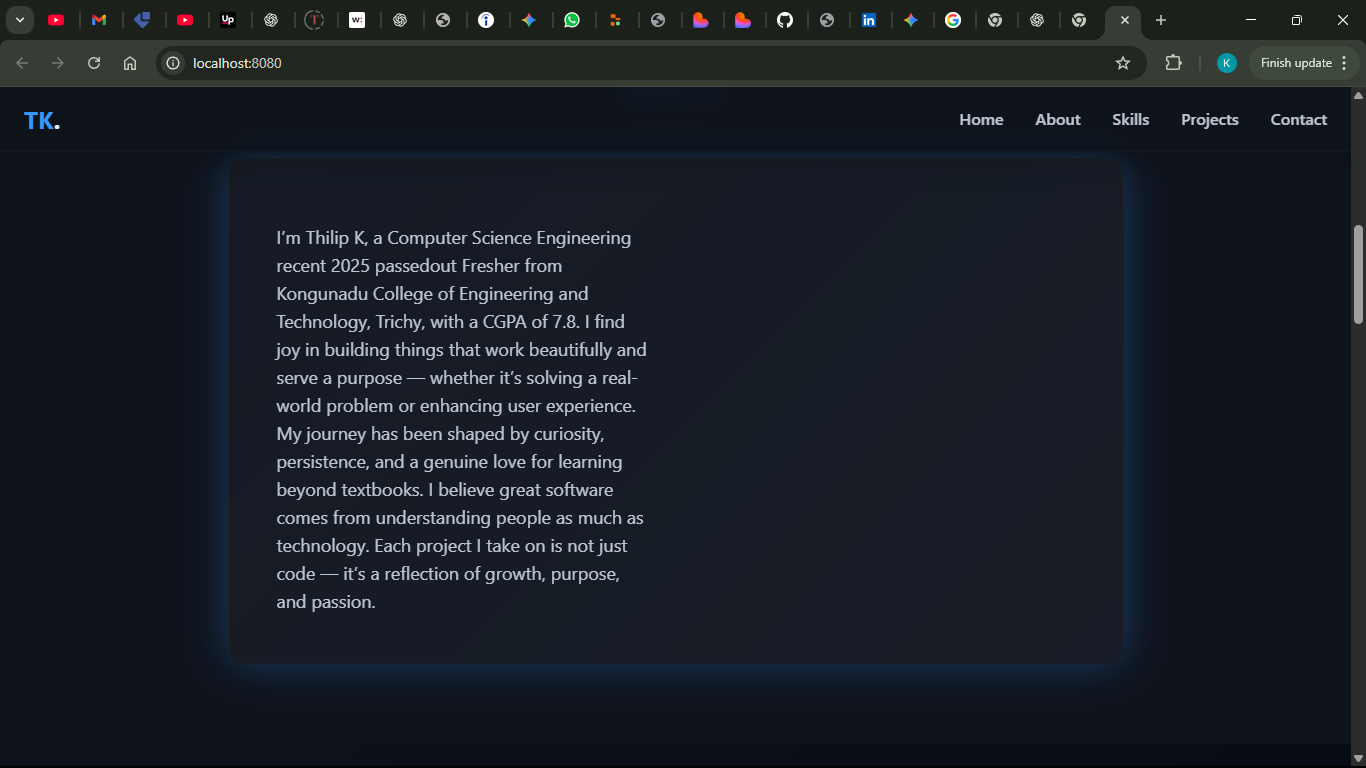 Up
T
w:
localhost:8080
K
Finish update
TK.
Home About Skills Projects Contact
I’m Thilip K, a Computer Science Engineering
recent 2025 passedout Fresher from
Kongunadu College of Engineering and
Technology, Trichy, with a CGPA of 7.8. I find
joy in building things that work beautifully and
serve a purpose — whether it’s solving a real-
world problem or enhancing user experience.
My journey has been shaped by curiosity,
persistence, and a genuine love for learning
beyond textbooks. I believe great software
comes from understanding people as much as
technology. Each project I take on is not just
code — it’s a reflection of growth, purpose,
and passion.